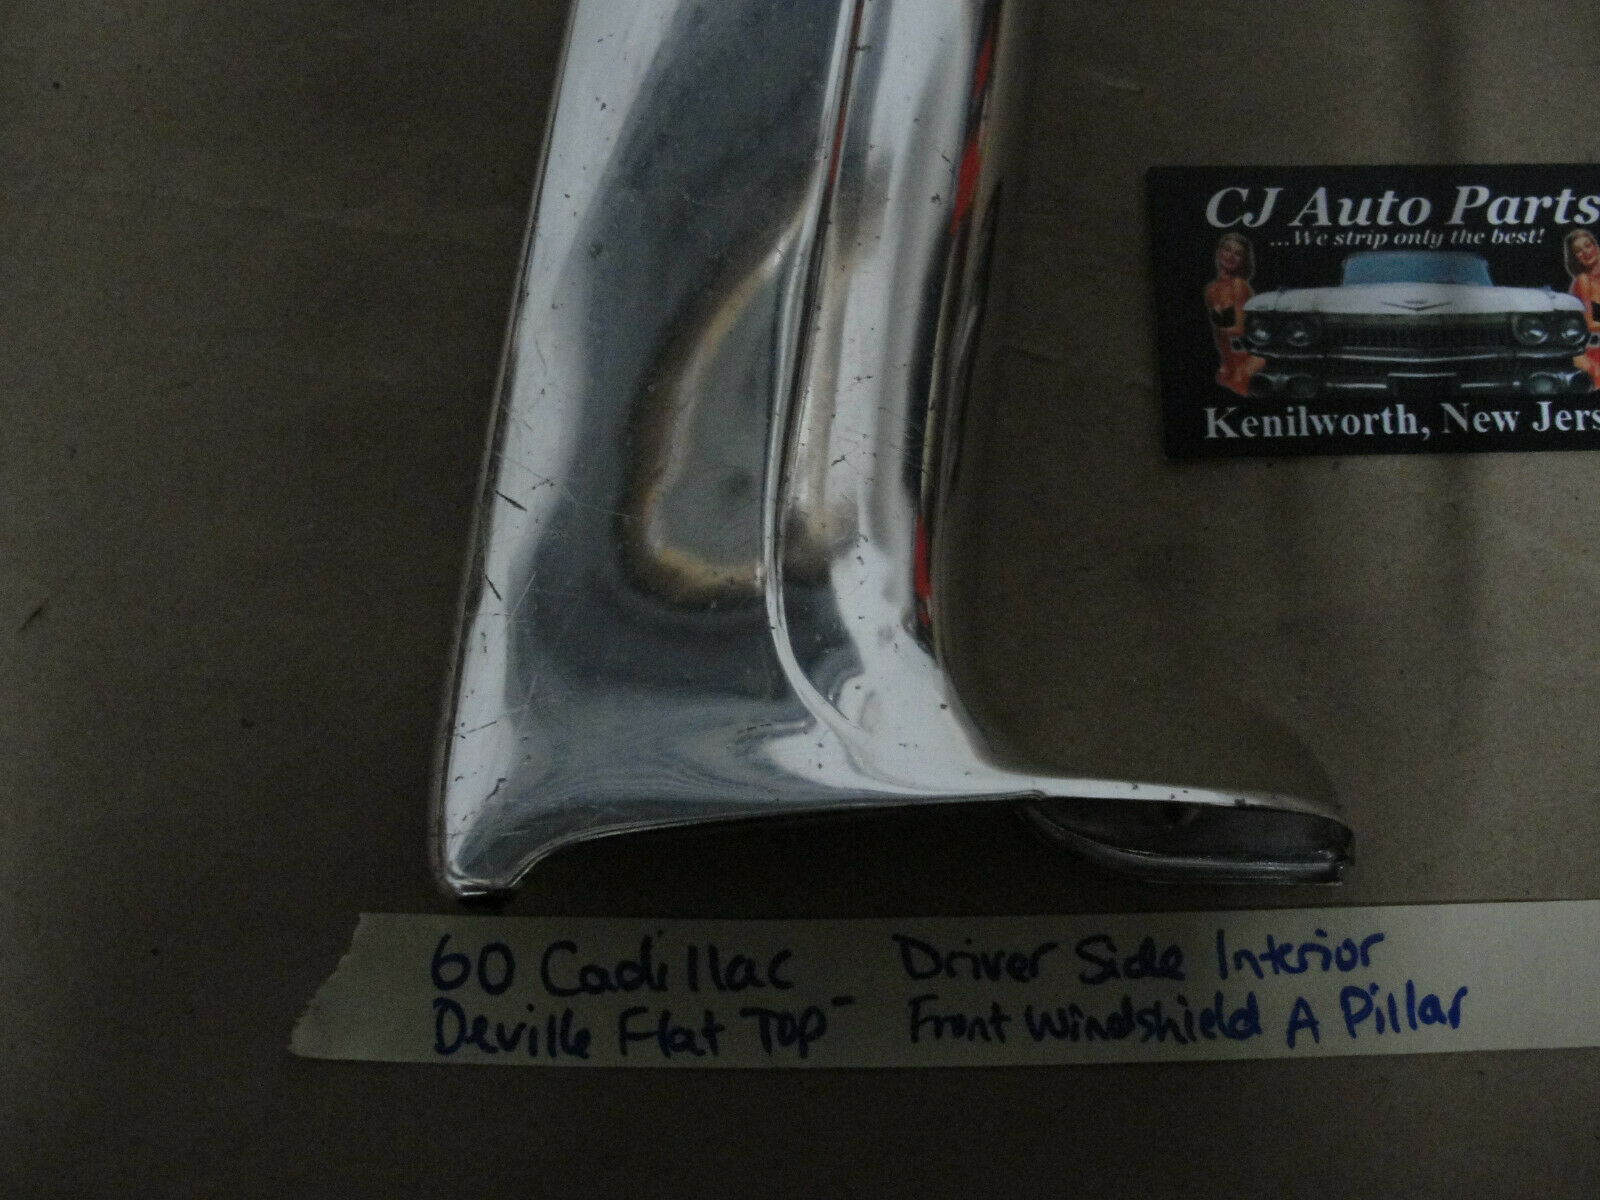 CJ Auto Parts
...We strip only the best!
Kenilworth, New Jers
60 Cadillac Driver Side Interior
Deville Flat Top - Front Windshield A Pillar